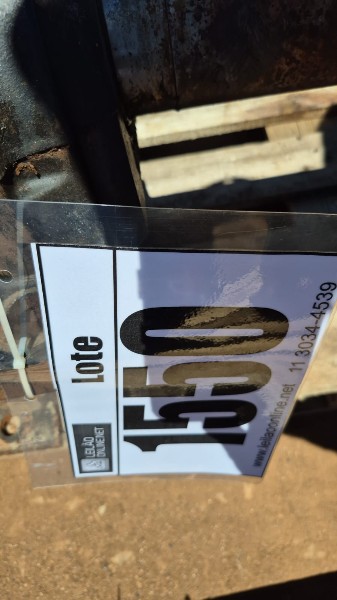 LEILÃO
ONLINE.NET
Lote
1550
www.leilaoonline.net 11 3034-4539